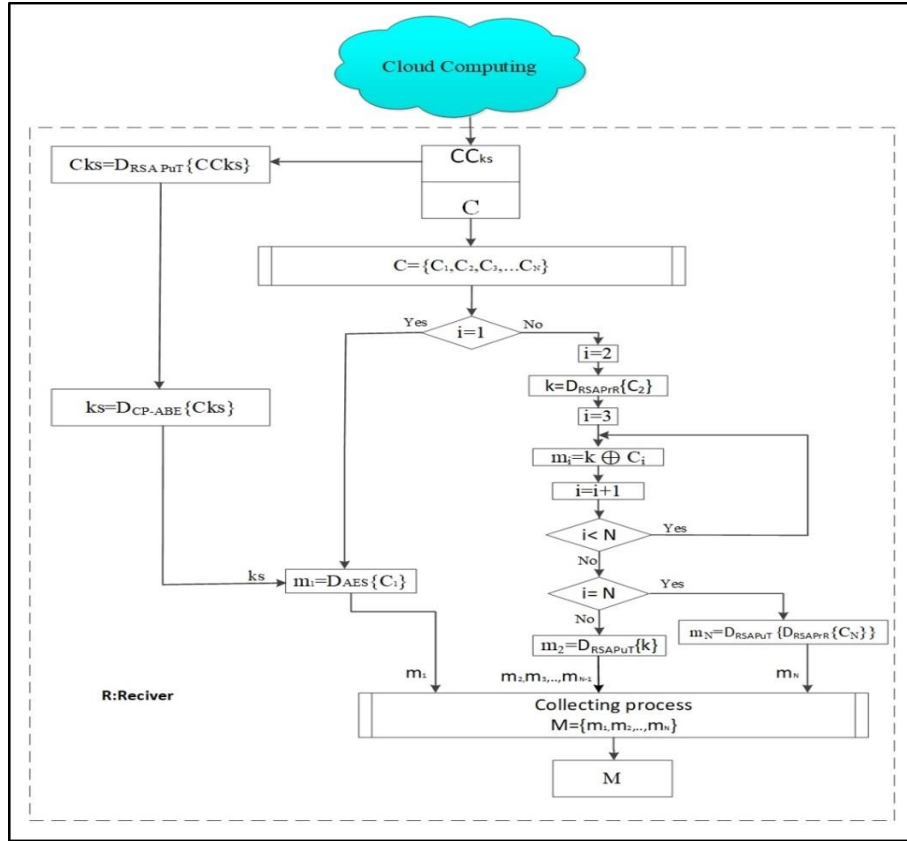 Cloud Computing
CCks
Cks=DRSA PuT{CCks}
C
C={C₁,C₂,C₃,...Cɴ}
Yes
i=1
No
i=2
k=DRSAPrR{C₂}
i=3
mᵢ=k ⊕ Cᵢ
i=i+1
i< N
Yes
No
ks=DCP-ABE{Cks}
ks
m₁=DAES{C₁}
i= N
Yes
No
m₂=DRSAPuT{k}
mN=DRSAPuT{DRSAPrR{CN}}
m₁
m₂,m₃,..,mN-1
mN
R:Reciver
Collecting process
M={m₁,m₂,..,mN}
M